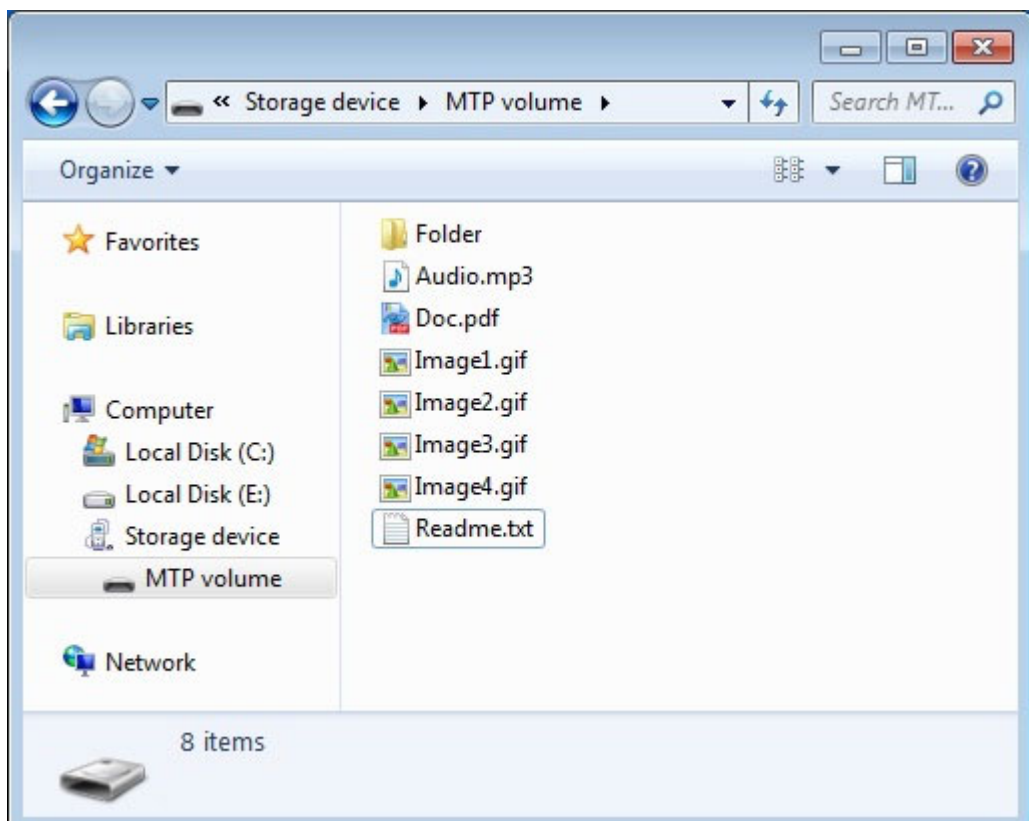 « Storage device ▸ MTP volume ▸
Search MT...
Organize
Favorites
Libraries
Computer
Local Disk (C:)
Local Disk (E:)
Storage device
MTP volume
Network
Folder
Audio.mp3
Doc.pdf
Image1.gif
Image2.gif
Image3.gif
Image4.gif
Readme.txt
8 items